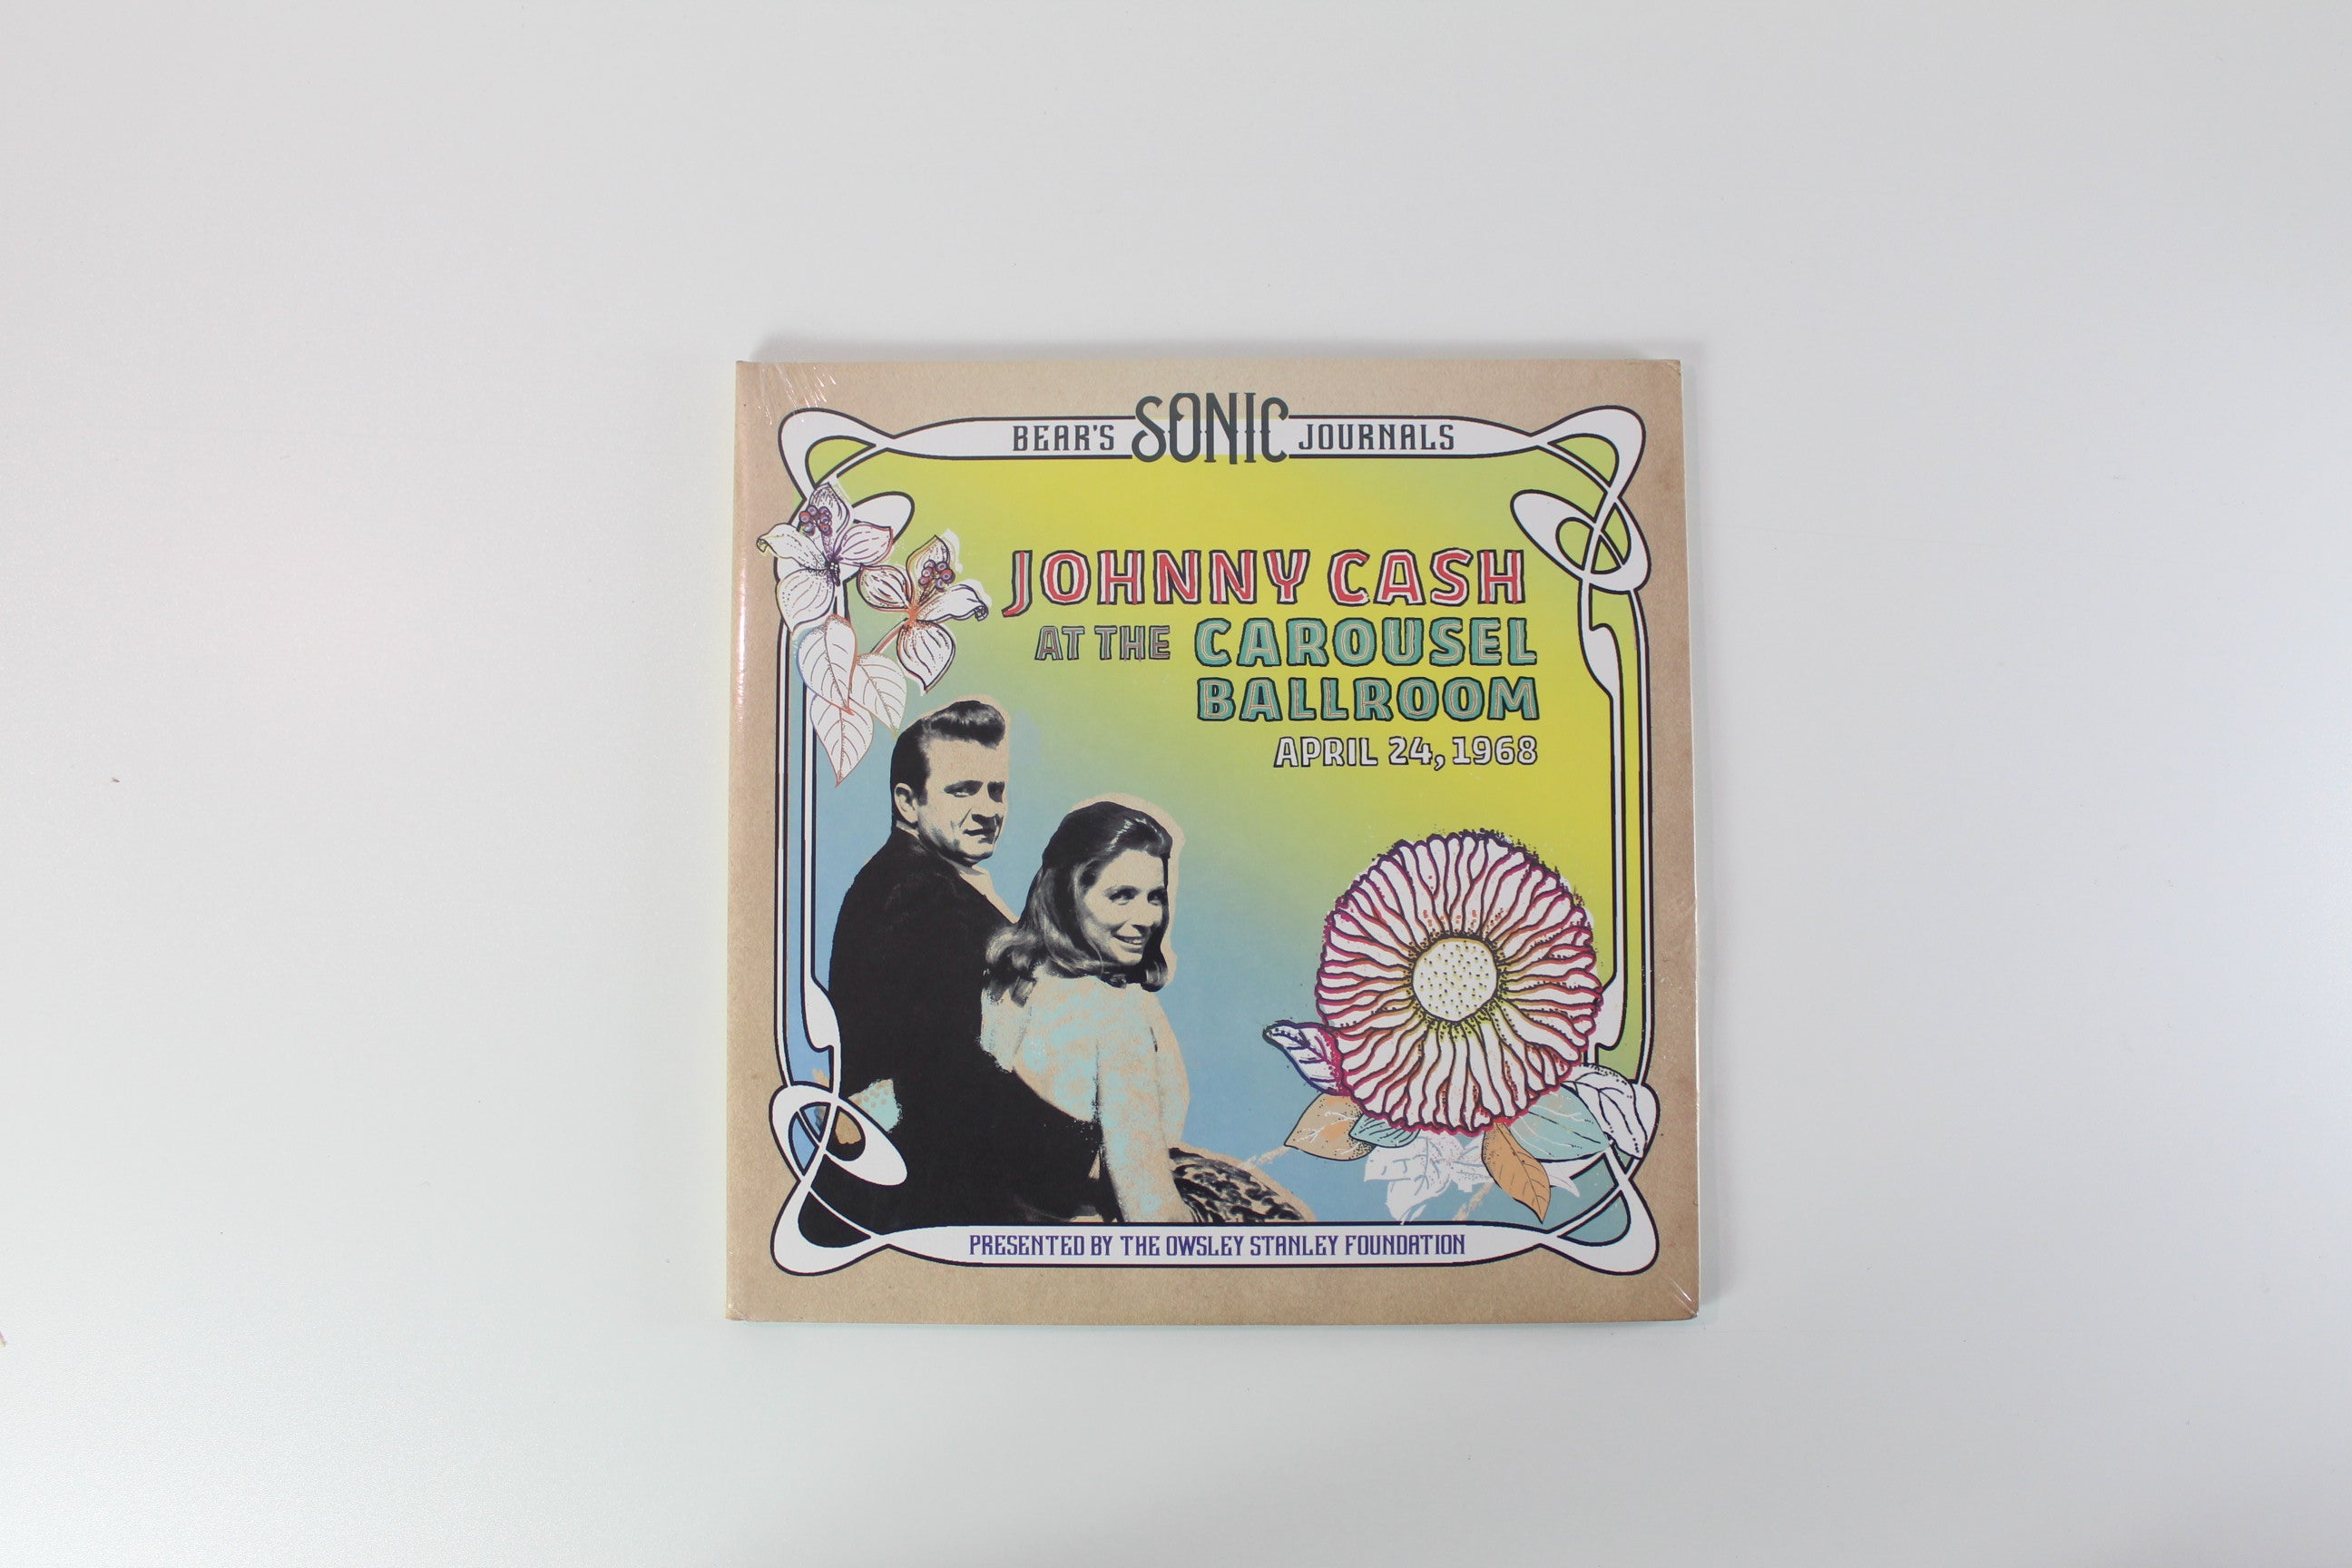 BEAR'S SONIC JOURNALS
JOHNNY CASH
AT THE CAROUSEL
BALLROOM
APRIL 24, 1968
PRESENTED BY THE OWSLEY STANLEY FOUNDATION